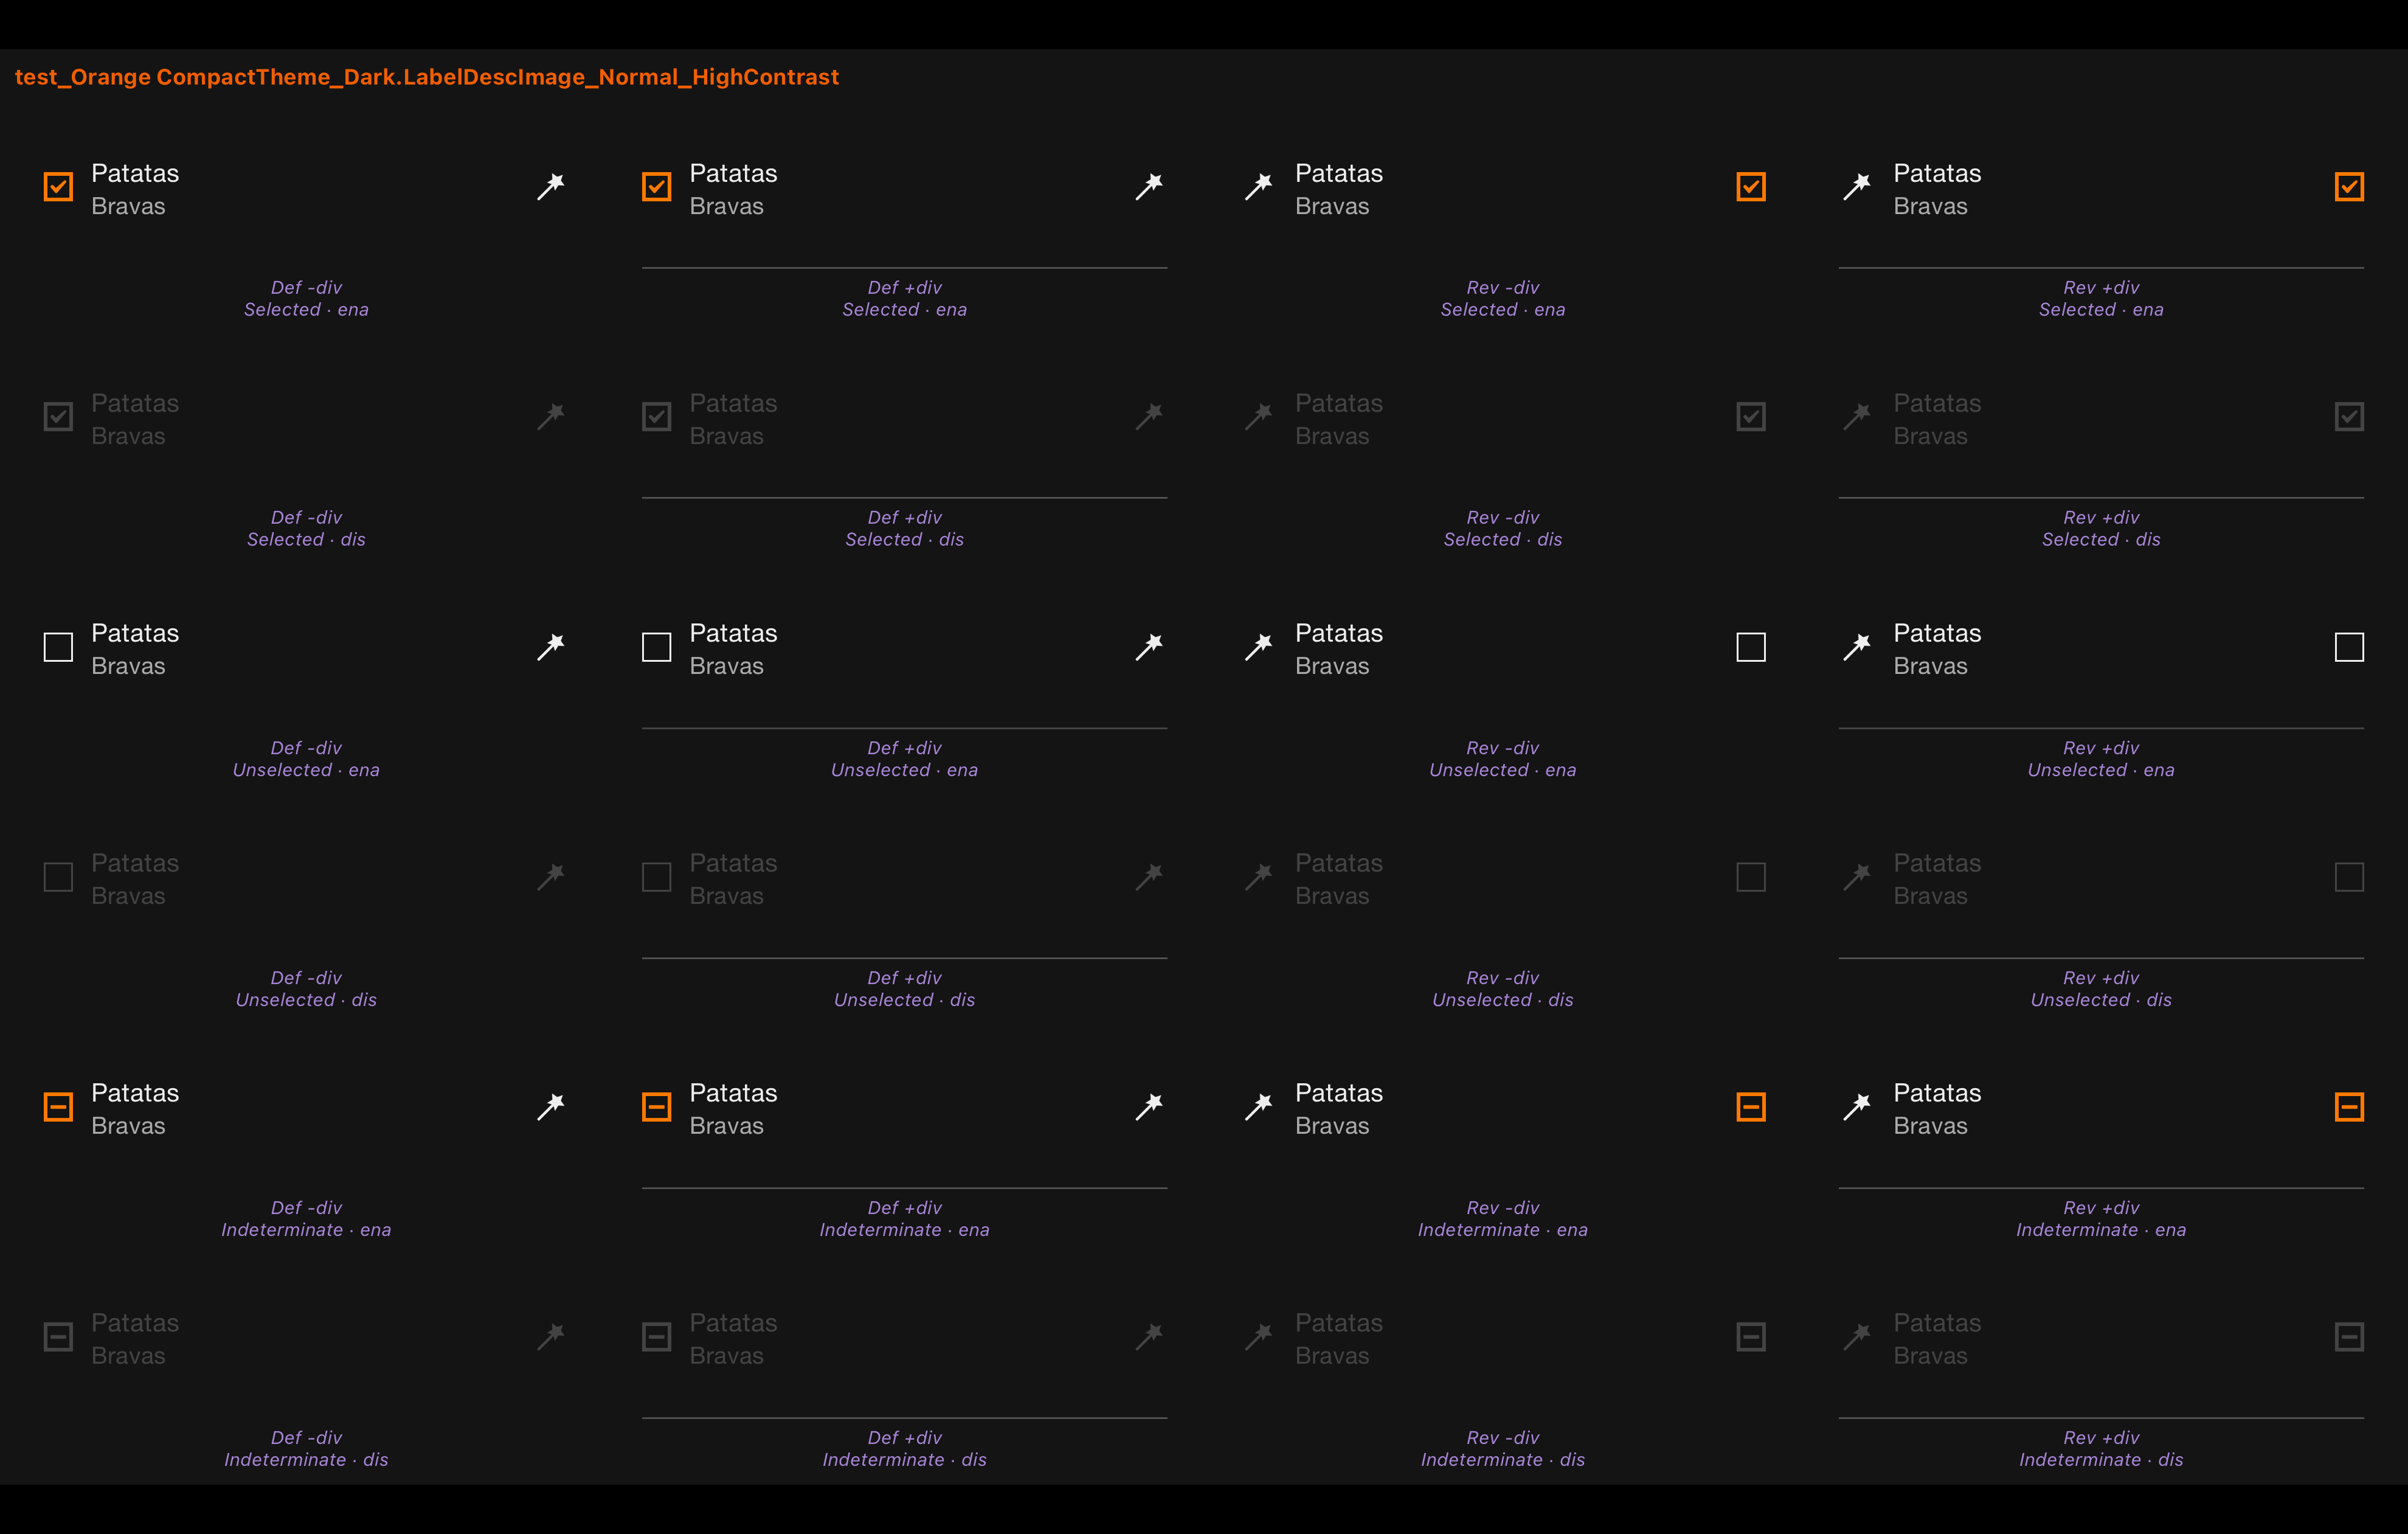 test_Orange CompactTheme_Dark.LabelDescImage_Normal_HighContrast
Patatas
Bravas
Def -div
Selected · ena
Patatas
Bravas
Def +div
Selected · ena
Patatas
Bravas
Rev -div
Selected · ena
Patatas
Bravas
Rev +div
Selected · ena
Patatas
Bravas
Def -div
Selected · dis
Patatas
Bravas
Def +div
Selected · dis
Patatas
Bravas
Rev -div
Selected · dis
Patatas
Bravas
Rev +div
Selected · dis
Patatas
Bravas
Def -div
Unselected · ena
Patatas
Bravas
Def +div
Unselected · ena
Patatas
Bravas
Rev -div
Unselected · ena
Patatas
Bravas
Rev +div
Unselected · ena
Patatas
Bravas
Def -div
Unselected · dis
Patatas
Bravas
Def +div
Unselected · dis
Patatas
Bravas
Rev -div
Unselected · dis
Patatas
Bravas
Rev +div
Unselected · dis
Patatas
Bravas
Def -div
Indeterminate · ena
Patatas
Bravas
Def +div
Indeterminate · ena
Patatas
Bravas
Rev -div
Indeterminate · ena
Patatas
Bravas
Rev +div
Indeterminate · ena
Patatas
Bravas
Def -div
Indeterminate · dis
Patatas
Bravas
Def +div
Indeterminate · dis
Patatas
Bravas
Rev -div
Indeterminate · dis
Patatas
Bravas
Rev +div
Indeterminate · dis